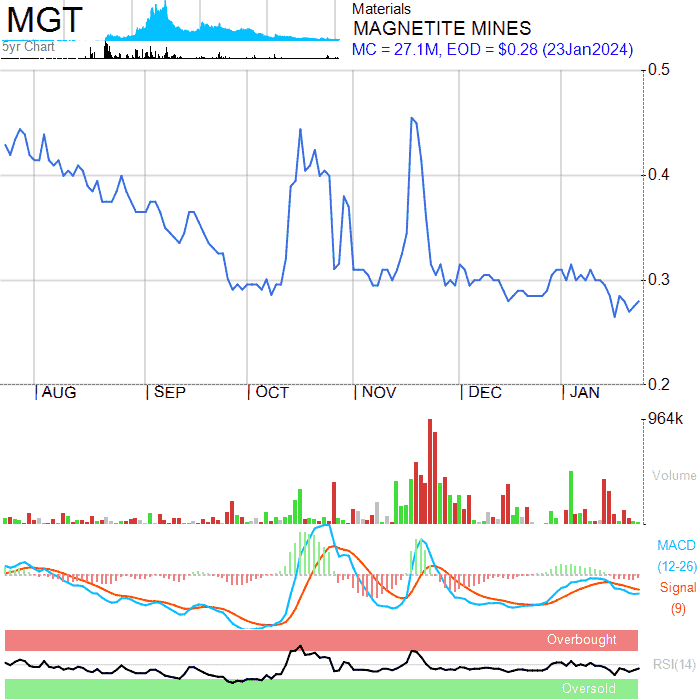 MGT
5yr Chart
Materials
MAGNETITE MINES
MC = 27.1M, EOD = $0.28 (23Jan2024)
0.5
0.4
0.3
0.2
AUG SEP OCT NOV DEC JAN
964k
Volume
MACD
(12-26)
Signal
(9)
Overbought
RSI(14)
Oversold